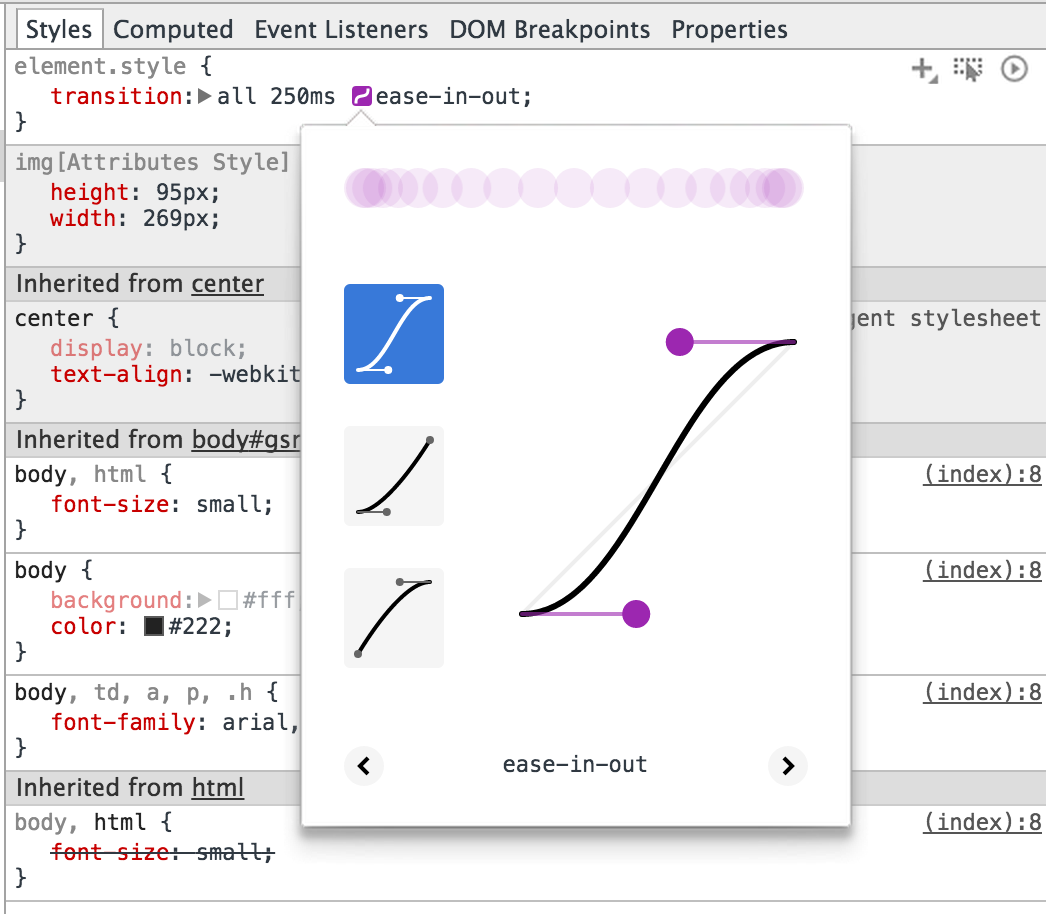 Styles Computed Event Listeners DOM Breakpoints Properties
element.style {
transition: all 250ms ease-in-out;
}
img[Attributes Style]
height: 95px;
width: 269px;
}
Inherited from center
center {
stylesheet
display: block;
text-align: -webkit
}
Inherited from
body, html {
(index):8
font-size: small;
}
body {
(index):8
background: #fff
color: #222;
}
body, td, a, p, .h {
(index):8
font-family: arial,
}
ease-in-out
Inherited from html
body, html {
(index):8
font-size: small;
}